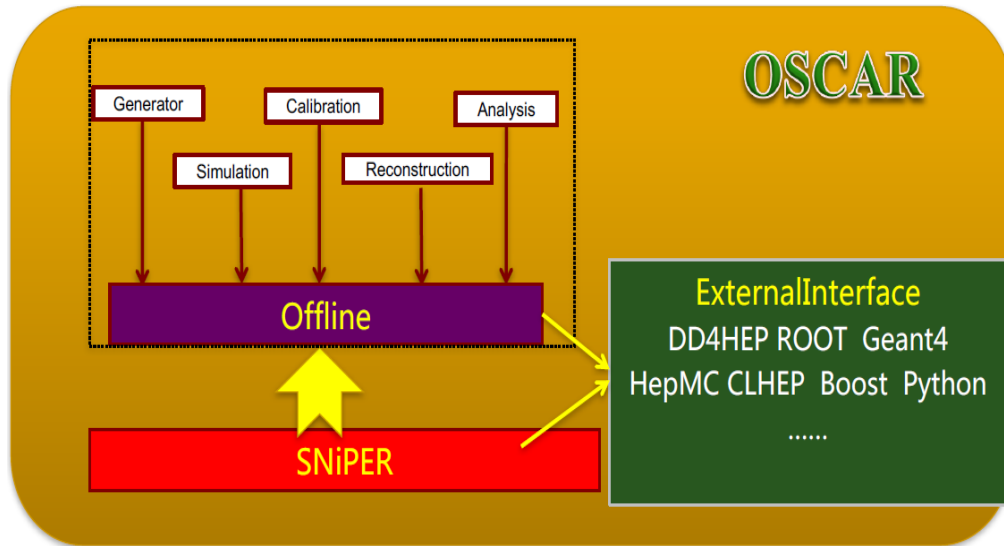 OSCAR
Generator
Calibration
Analysis
Simulation
Reconstruction
Offline
SNiPER
ExternalInterface
DD4HEP ROOT Geant4
HepMC CLHEP Boost Python
......